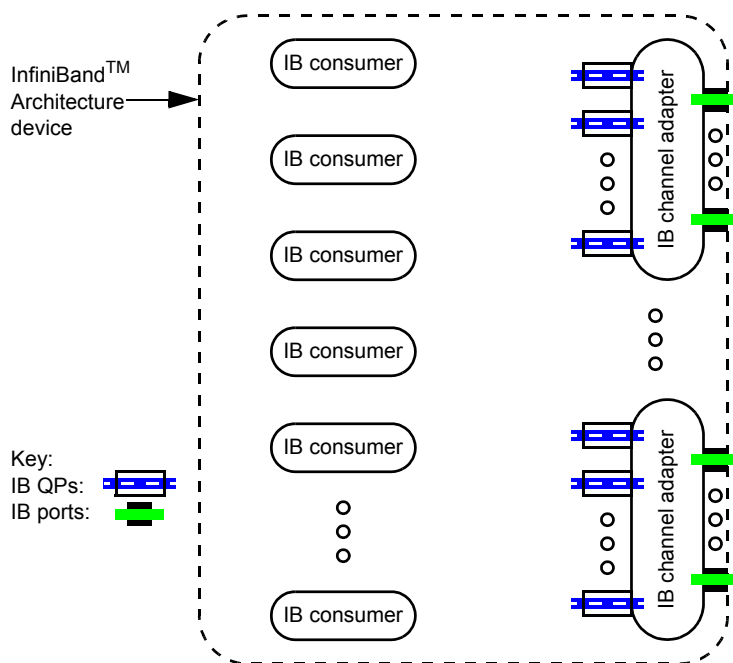 InfiniBand™
Architecture
device
IB consumer
IB consumer
IB consumer
IB consumer
IB consumer
IB consumer
IB channel adapter
IB channel adapter
Key:
IB QPs:
IB ports: